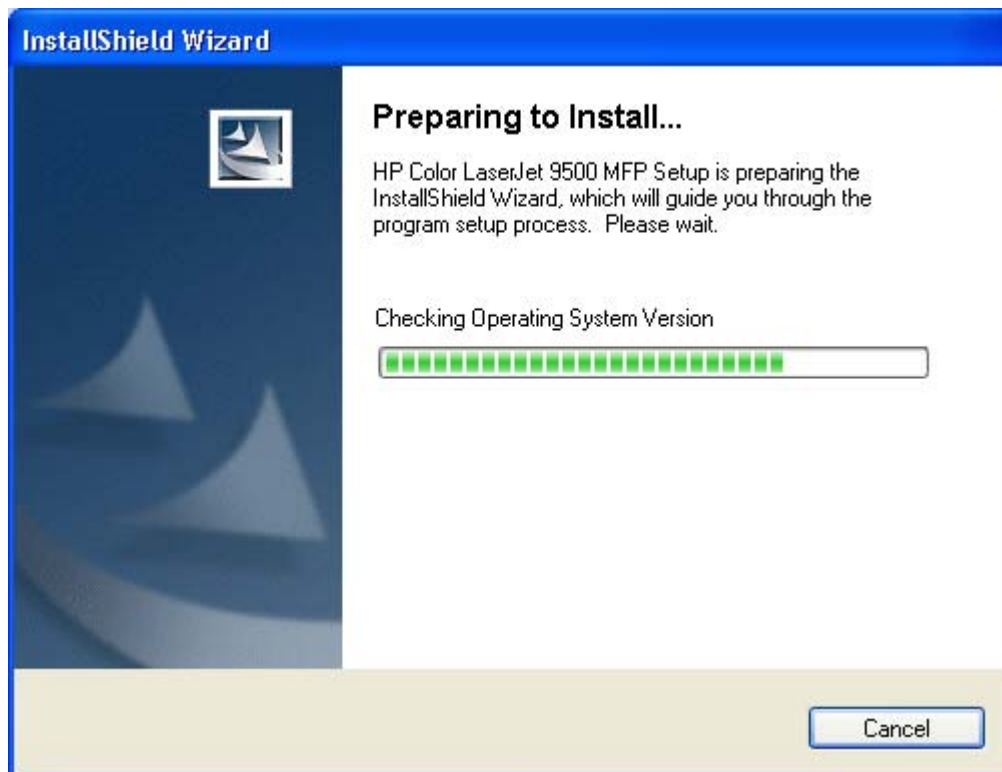 InstallShield Wizard
Preparing to Install...
HP Color LaserJet 9500 MFP Setup is preparing the
InstallShield Wizard, which will guide you through the
program setup process.  Please wait.
Checking Operating System Version
Cancel